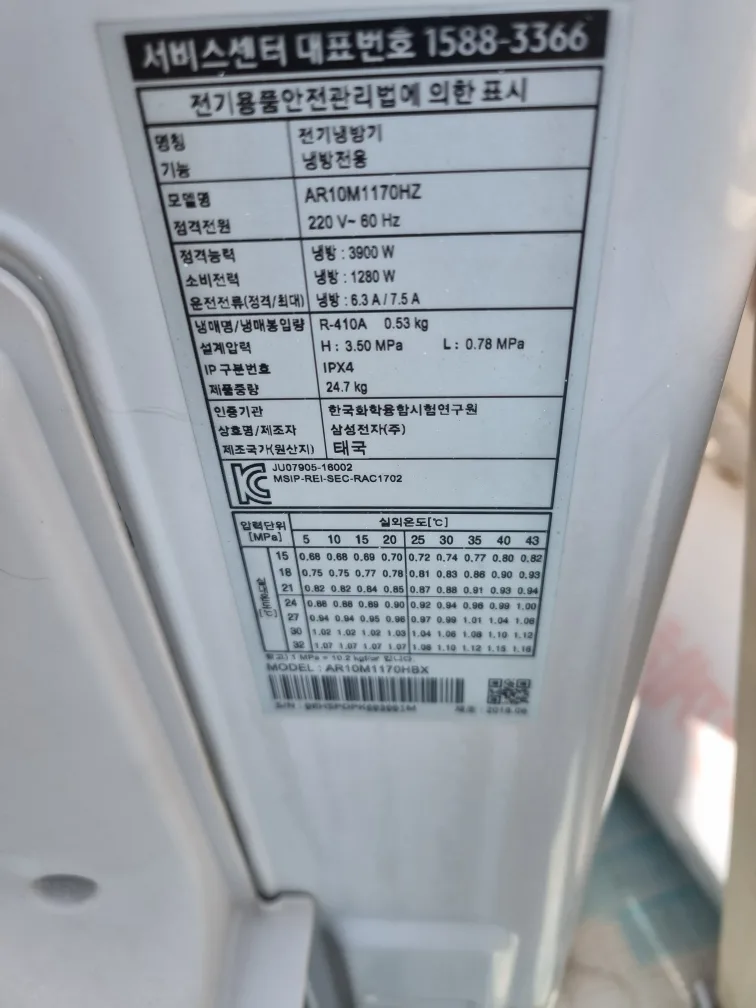 서비스센터 대표번호 1588-3366
전기용품안전관리법에 의한 표시
명칭 전기냉방기
기능 냉방전용
모델명 AR10M1170HZ
정격전원 220 V~ 60 Hz
정격능력 냉방 : 3900 W
소비전력 냉방 : 1280 W
운전전류(정격/최대) 냉방 : 6.3 A / 7.5 A
냉매명/냉매봉입량 R-410A 0.53 kg
설계압력 H : 3.50 MPa L : 0.78 MPa
IP 구분번호 IPX4
제품중량 24.7 kg
인증기관 한국화학융합시험연구원
상호명/제조자 삼성전자(주)
제조국가(원산지) 태국
JU07905-16002
MSIP-REI-SEC-RAC1702
압력단위 [MPa] 실외온도[℃]
5 10 15 20 25 30 35 40 43
15 0.68 0.68 0.69 0.70 0.72 0.74 0.77 0.80 0.82
18 0.75 0.75 0.77 0.78 0.81 0.83 0.86 0.90 0.93
21 0.82 0.82 0.84 0.85 0.87 0.88 0.91 0.93 0.94
24 0.88 0.88 0.89 0.90 0.92 0.94 0.96 0.99 1.00
27 0.94 0.94 0.95 0.96 0.97 0.99 1.01 1.04 1.06
30 1.02 1.02 1.02 1.03 1.04 1.06 1.08 1.10 1.12
32 1.07 1.07 1.07 1.07 1.08 1.10 1.12 1.15 1.16
MODEL : AR10M1170HBX
S/N :
제조 :